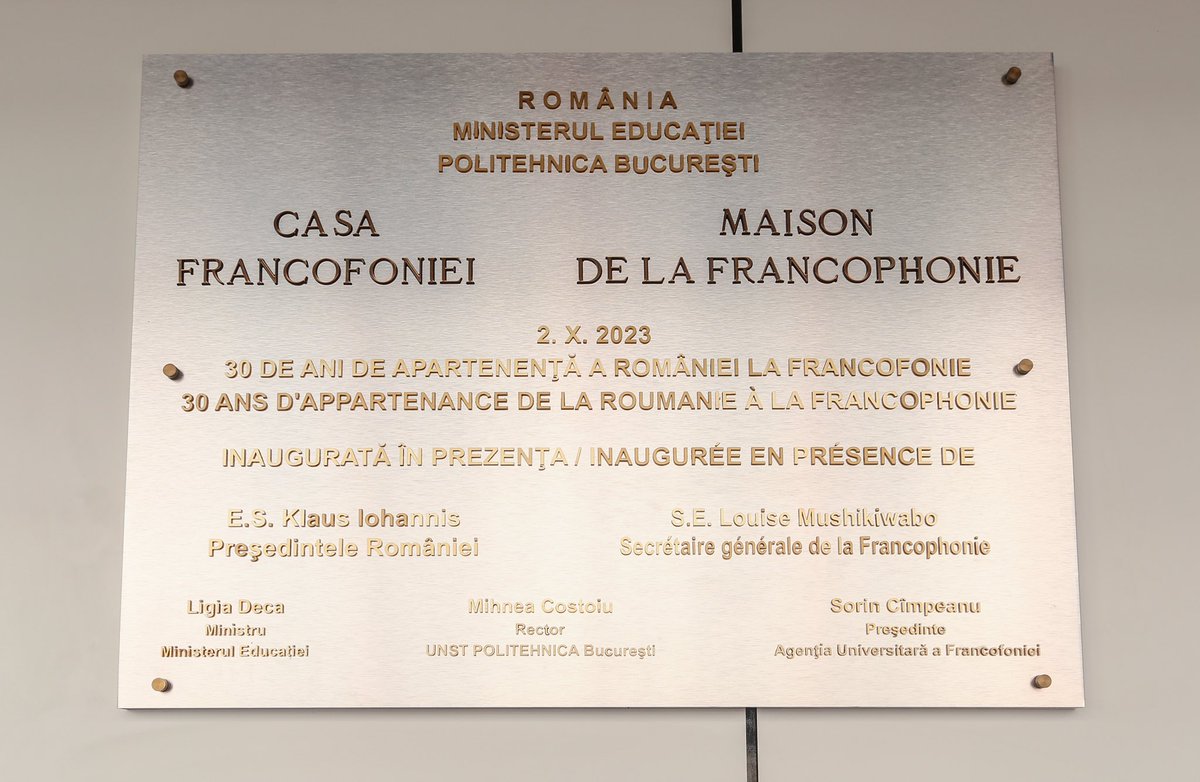 ROMÂNIA
MINISTERUL EDUCAŢIEI
POLITEHNICA BUCUREŞTI
CASA
FRANCOFONIEI
MAISON
DE LA FRANCOPHONIE
2. X. 2023
30 DE ANI DE APARTENENŢĂ A ROMÂNIEI LA FRANCOFONIE
30 ANS D'APPARTENANCE DE LA ROUMANIE À LA FRANCOPHONIE
INAUGURATĂ ÎN PREZENŢA / INAUGURÉE EN PRÉSENCE DE
E.S. Klaus Iohannis
Preşedintele României
S.E. Louise Mushikiwabo
Secrétaire générale de la Francophonie
Ligia Deca
Ministru
Ministerul Educatiei
Mihnea Costoiu
Rector
UNST POLITEHNICA Bucureşti
Sorin Cîmpeanu
Preşedinte
Agenţia Universitară a Francofoniei